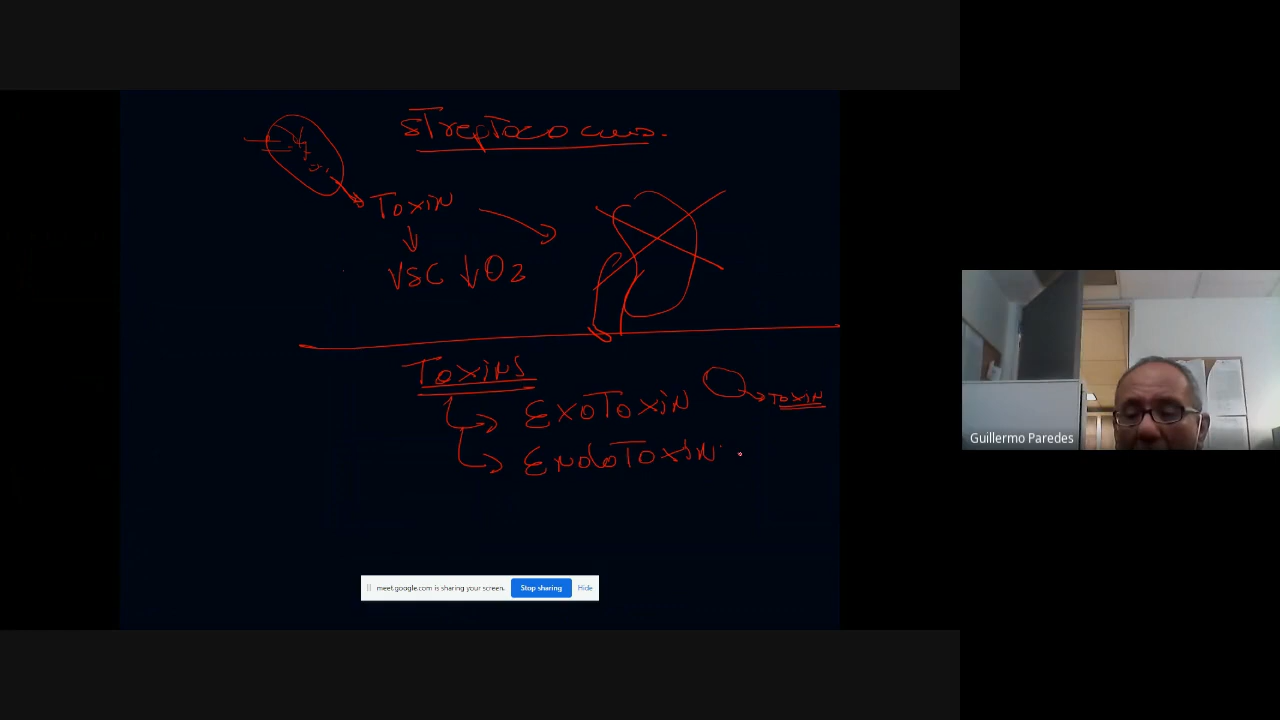 STreptococcus.
Toxin
VSC ↓O2
Toxins
ExoToxin
Toxin
EndoToxin
meet.google.com is sharing your screen.
Stop sharing
Hide
Guillermo Paredes